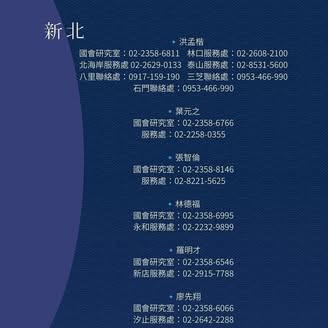 新北
洪孟楷
國會研究室：02-2358-6811 林口服務處：02-2608-2100
北海岸服務處 02-2629-0133 泰山服務處：02-8531-5600
八里聯絡處：0917-159-190 三芝聯絡處：0953-466-990
石門聯絡處：0953-466-990
葉元之
國會研究室：02-2358-6766
服務處：02-2258-0355
張智倫
國會研究室：02-2358-8146
服務處：02-8221-5625
林德福
國會研究室：02-2358-6995
永和服務處：02-2232-9899
羅明才
國會研究室：02-2358-6546
新店服務處：02-2915-7788
廖先翔
國會研究室：02-2358-6066
汐止服務處：02-2642-2288